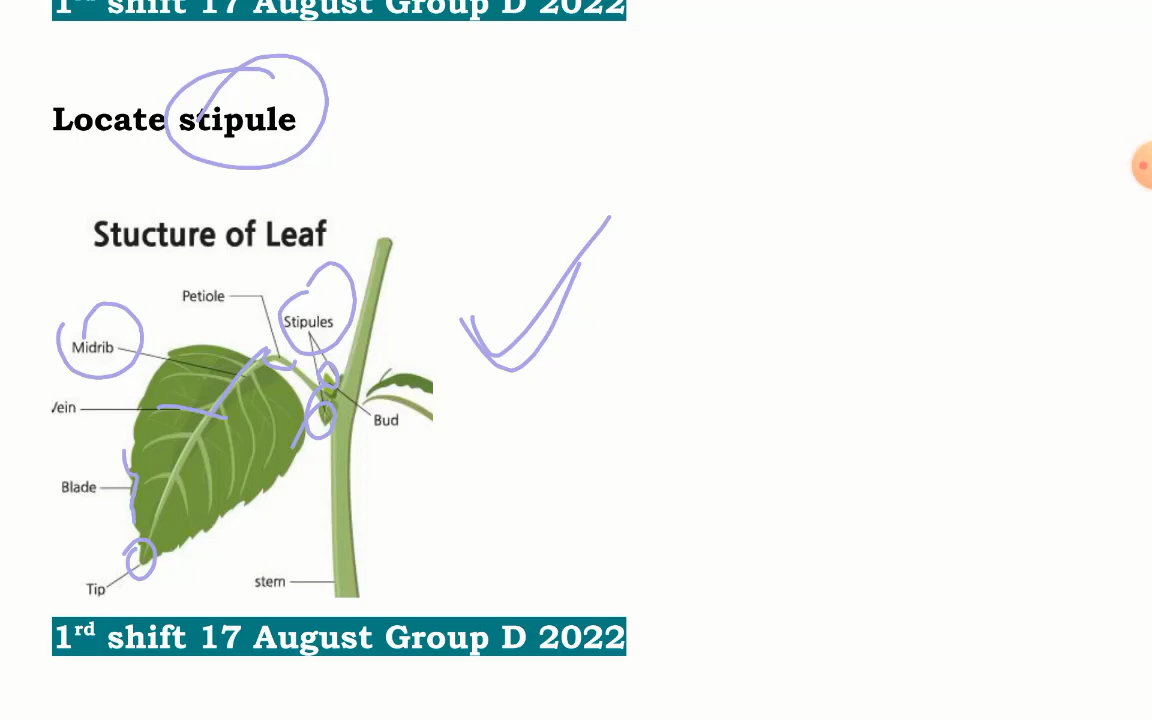 1rd shift 17 August Group D 2022
Locate stipule
Stucture of Leaf
Petiole
Stipules
Midrib
Vein
Bud
Blade
Tip
stem
1rd shift 17 August Group D 2022